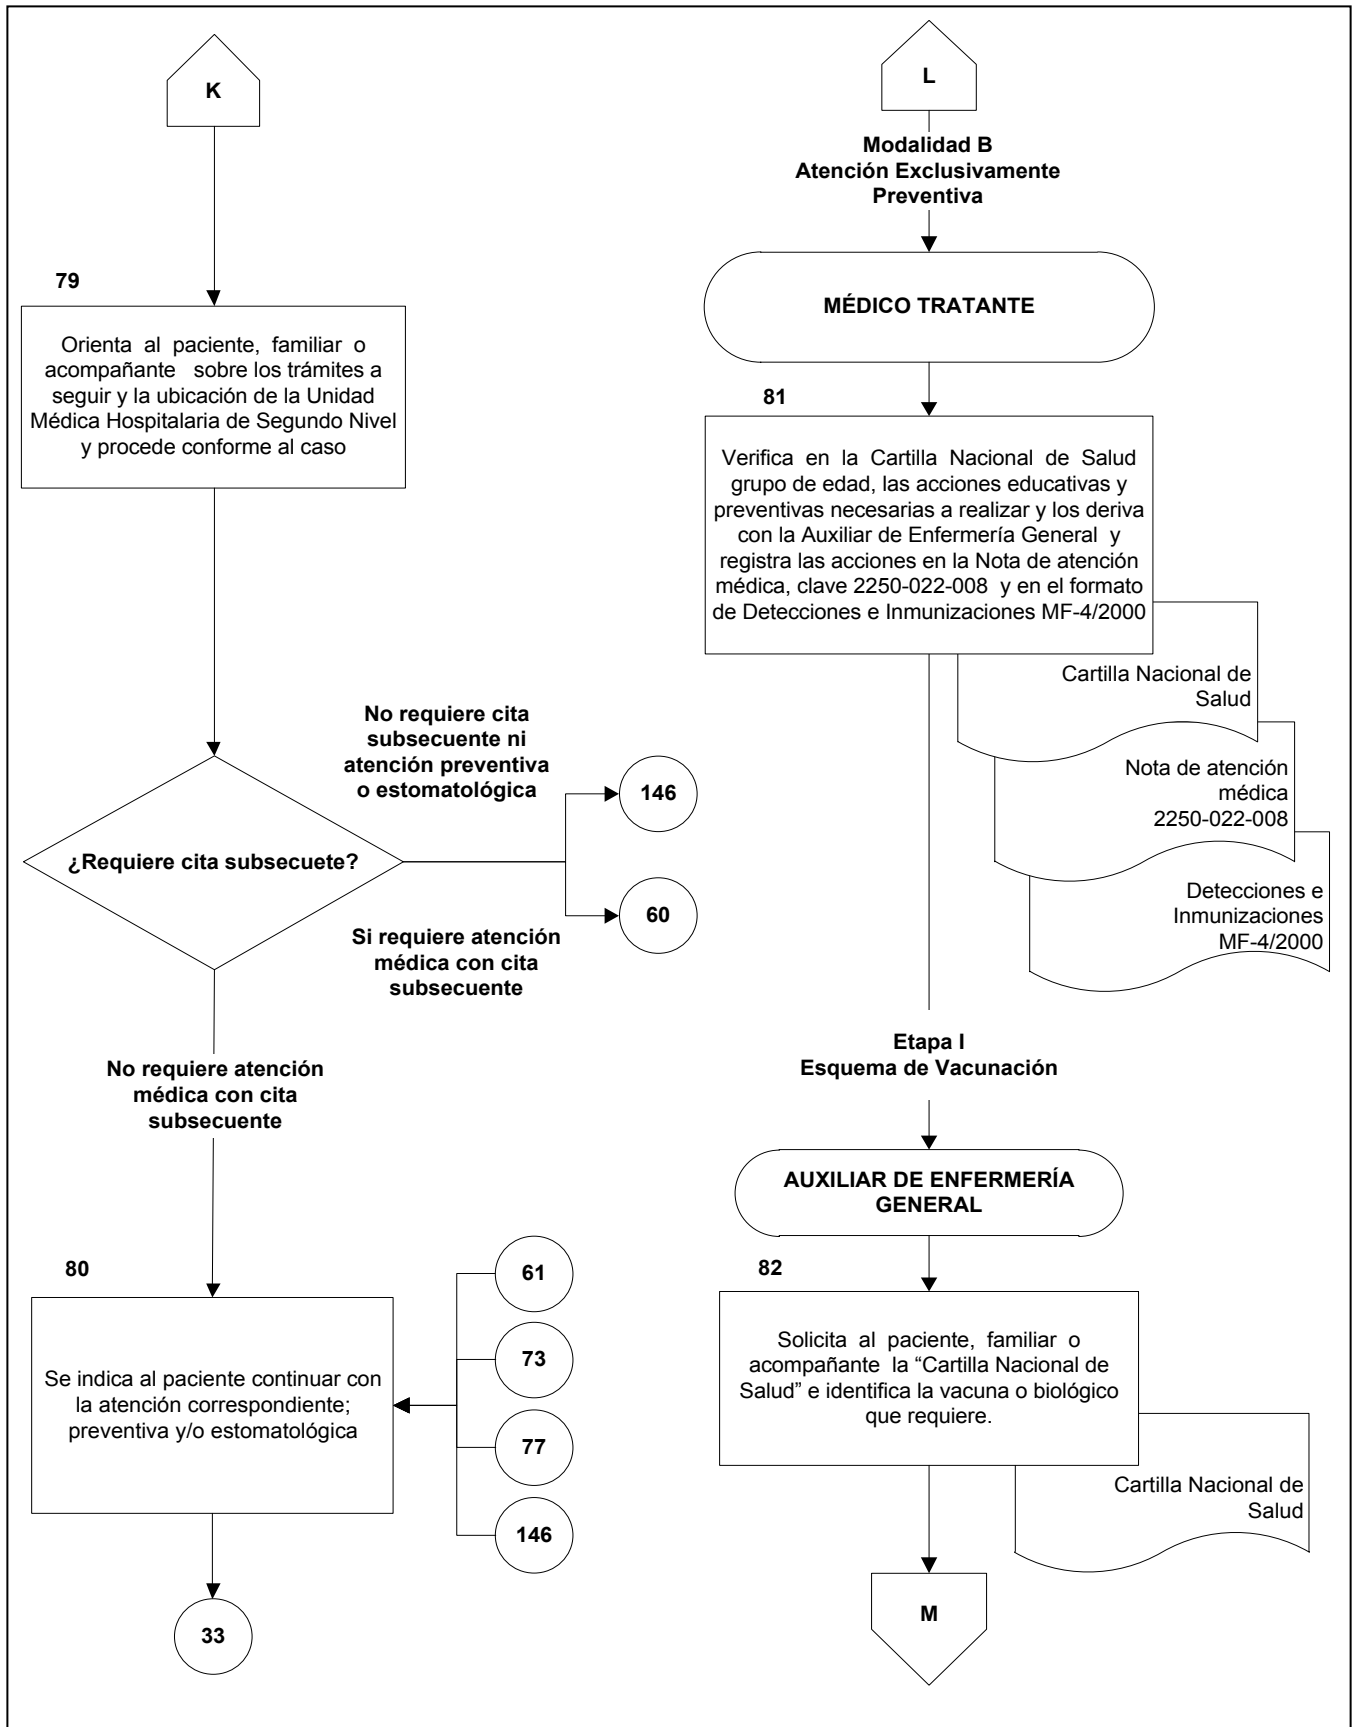 K
79
Orienta al paciente, familiar o
acompañante sobre los trámites a
seguir y la ubicación de la Unidad
Médica Hospitalaria de Segundo Nivel
y procede conforme al caso
No requiere cita
subsecuente ni
atención preventiva
o estomatológica
146
¿Requiere cita subsecuete?
60
Si requiere atención
médica con cita
subsecuente
No requiere atención
médica con cita
subsecuente
80
Se indica al paciente continuar con
la atención correspondiente;
preventiva y/o estomatológica
61
73
77
146
33
L
Modalidad B
Atención Exclusivamente
Preventiva
MÉDICO TRATANTE
81
Verifica en la Cartilla Nacional de Salud
grupo de edad, las acciones educativas y
preventivas necesarias a realizar y los deriva
con la Auxiliar de Enfermería General y
registra las acciones en la Nota de atención
médica, clave 2250-022-008 y en el formato
de Detecciones e Inmunizaciones MF-4/2000
Cartilla Nacional de
Salud
Nota de atención
médica
2250-022-008
Detecciones e
Inmunizaciones
MF-4/2000
Etapa I
Esquema de Vacunación
AUXILIAR DE ENFERMERÍA
GENERAL
82
Solicita al paciente, familiar o
acompañante la “Cartilla Nacional de
Salud” e identifica la vacuna o biológico
que requiere.
Cartilla Nacional de
Salud
M